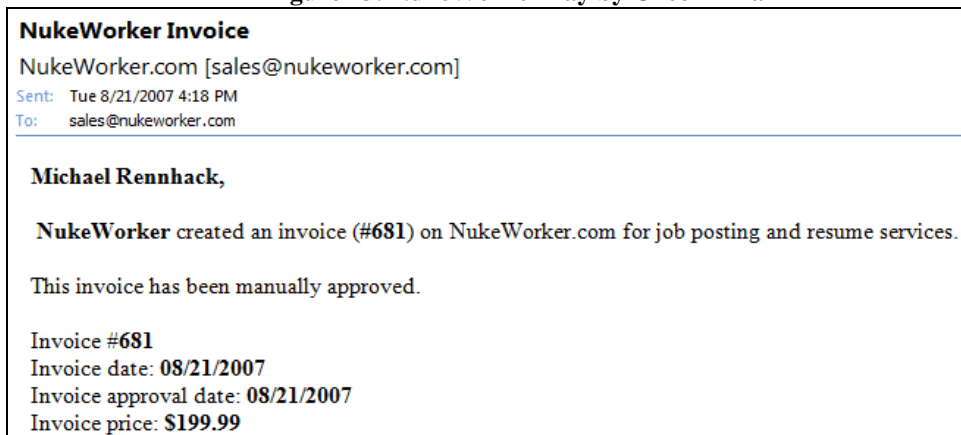 NukeWorker Invoice
NukeWorker.com [sales@nukeworker.com]
Sent: Tue 8/21/2007 4:18 PM
To: sales@nukeworker.com
Michael Rennhack,
NukeWorker created an invoice (#681) on NukeWorker.com for job posting and resume services.
This invoice has been manually approved.
Invoice #681
Invoice date: 08/21/2007
Invoice approval date: 08/21/2007
Invoice price: $199.99